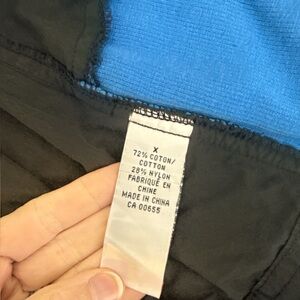 X
72% COTON/
COTTON
28% NYLON
FABRIQUÉ EN
CHINE
MADE IN CHINA
CA 00655